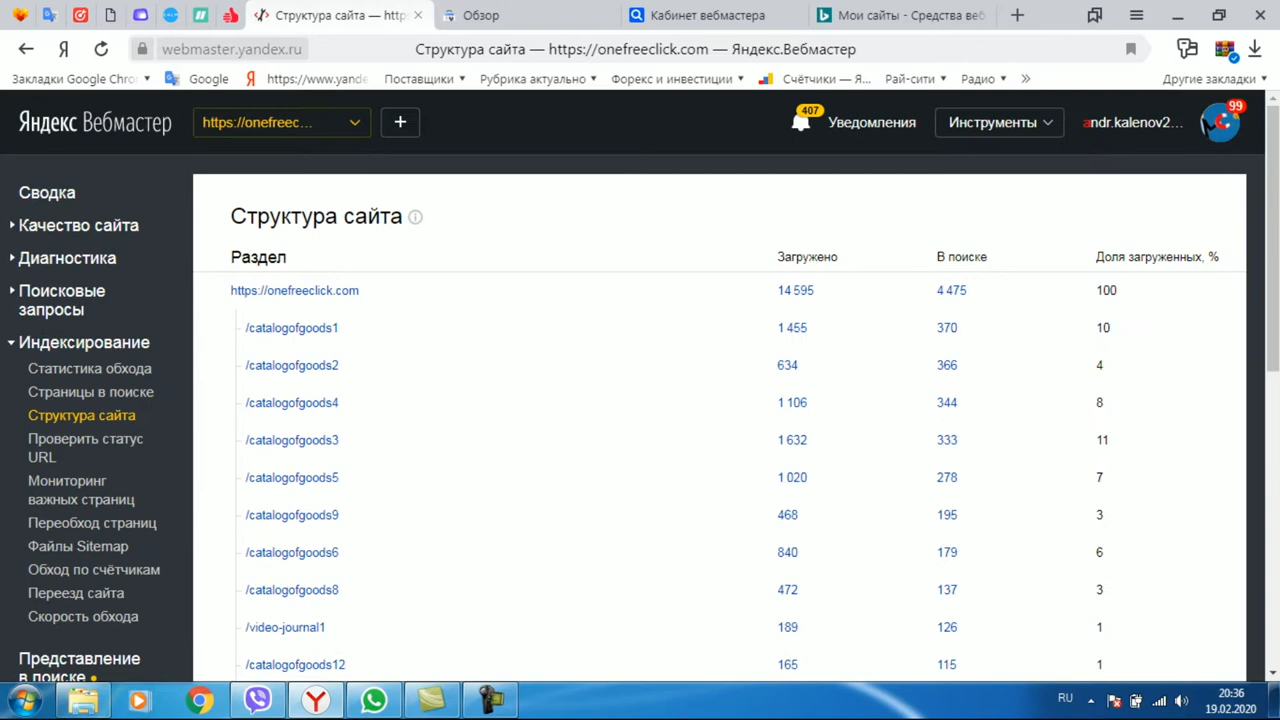 Структура сайта — https
Обзор
Кабинет вебмастера
Мои сайты - Средства веб
webmaster.yandex.ru
Структура сайта — https://onefreeclick.com — Яндекс.Вебмастер
Закладки Google Chro
Google
https://www.yande
Поставщики
Рубрика актуально
Форекс и инвестиции
Счётчики — Я...
Рай-сити
Радио
Другие закладки
Яндекс Вебмастер
https://onefreec...
407
Уведомления
Инструменты
andr.kalenov2...
99
Сводка
Качество сайта
Диагностика
Поисковые
запросы
Индексирование
Статистика обхода
Страницы в поиске
Структура сайта
Проверить статус
URL
Мониторинг
важных страниц
Переобход страниц
Файлы Sitemap
Обход по счётчикам
Переезд сайта
Скорость обхода
Представление
в поиске
Структура сайта
Раздел Загружено В поиске Доля загруженных, %
https://onefreeclick.com 14 595 4 475 100
/catalogofgoods1 1 455 370 10
/catalogofgoods2 634 366 4
/catalogofgoods4 1 106 344 8
/catalogofgoods3 1 632 333 11
/catalogofgoods5 1 020 278 7
/catalogofgoods9 468 195 3
/catalogofgoods6 840 179 6
/catalogofgoods8 472 137 3
/video-journal1 189 126 1
/catalogofgoods12 165 115 1
RU
20:36
19.02.2020